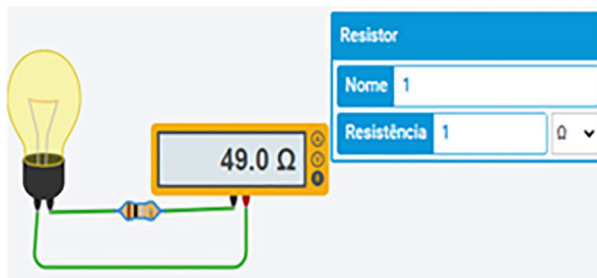 Resistor
Nome 1
Resistência 1 Ω
49.0 Ω